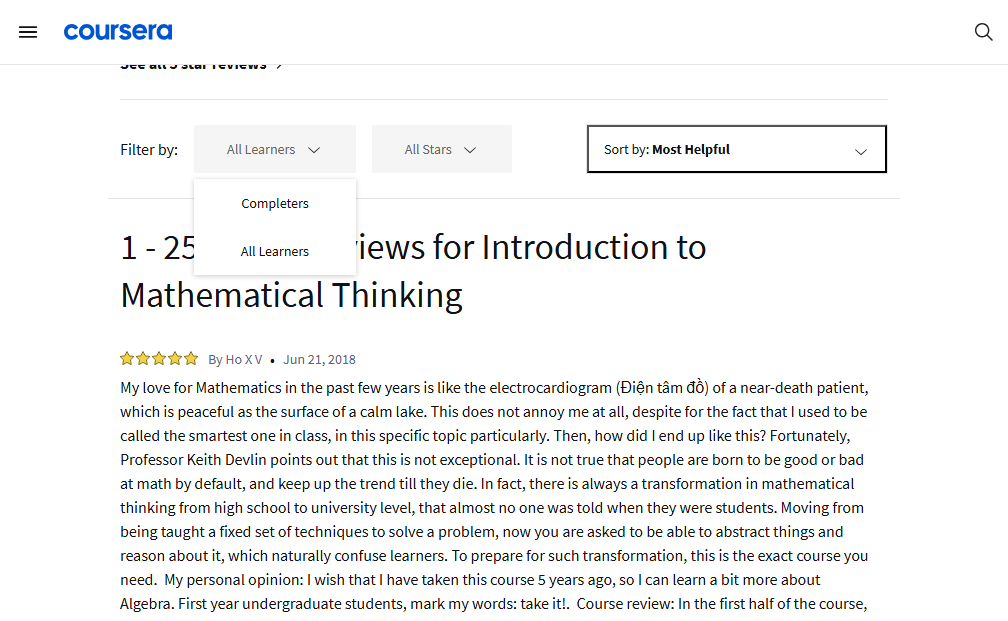 coursera
See all 5 star reviews
Filter by:
All Learners
All Stars
Sort by: Most Helpful
Completers
All Learners
1 - 25
iews for Introduction to
Mathematical Thinking
By Ho X V • Jun 21, 2018
My love for Mathematics in the past few years is like the electrocardiogram (Điện tâm đồ) of a near-death patient,
which is peaceful as the surface of a calm lake. This does not annoy me at all, despite for the fact that I used to be
called the smartest one in class, in this specific topic particularly. Then, how did I end up like this? Fortunately,
Professor Keith Devlin points out that this is not exceptional. It is not true that people are born to be good or bad
at math by default, and keep up the trend till they die. In fact, there is always a transformation in mathematical
thinking from high school to university level, that almost no one was told when they were students. Moving from
being taught a fixed set of techniques to solve a problem, now you are asked to be able to abstract things and
reason about it, which naturally confuse learners. To prepare for such transformation, this is the exact course you
need.  My personal opinion: I wish that I have taken this course 5 years ago, so I can learn a bit more about
Algebra. First year undergraduate students, mark my words: take it!.  Course review: In the first half of the course,